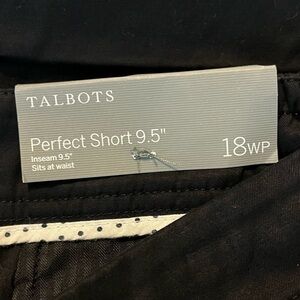 TALBOTS
Perfect Short 9.5"
Inseam 9.5"
Sits at waist
18WP